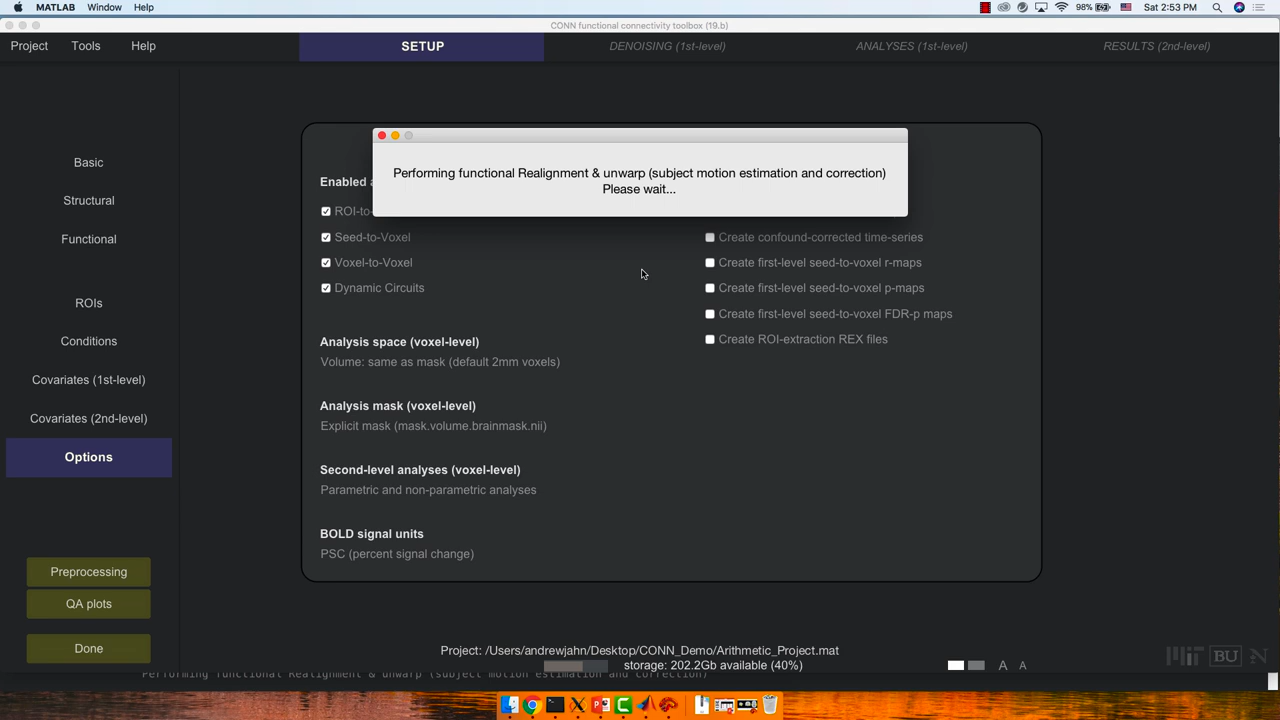 MATLAB Window Help
98% Sat 2:53 PM
CONN functional connectivity toolbox (19.b)
Project Tools Help
SETUP DENOISING (1st-level) ANALYSES (1st-level) RESULTS (2nd-level)
Performing functional Realignment & unwarp (subject motion estimation and correction)
Please wait...
Basic
Structural
Functional
ROIs
Conditions
Covariates (1st-level)
Covariates (2nd-level)
Options
Preprocessing
QA plots
Done
Enabled
ROI-to-
Seed-to-Voxel
Voxel-to-Voxel
Dynamic Circuits
Analysis space (voxel-level)
Volume: same as mask (default 2mm voxels)
Analysis mask (voxel-level)
Explicit mask (mask.volume.brainmask.nii)
Second-level analyses (voxel-level)
Parametric and non-parametric analyses
BOLD signal units
PSC (percent signal change)
Create confound-corrected time-series
Create first-level seed-to-voxel r-maps
Create first-level seed-to-voxel p-maps
Create first-level seed-to-voxel FDR-p maps
Create ROI-extraction REX files
Project: /Users/andrewjahn/Desktop/CONN_Demo/Arithmetic_Project.mat
storage: 202.2Gb available (40%)
A A
MIT BU N
Performing functional Realignment & unwarp (subject motion estimation and correction)